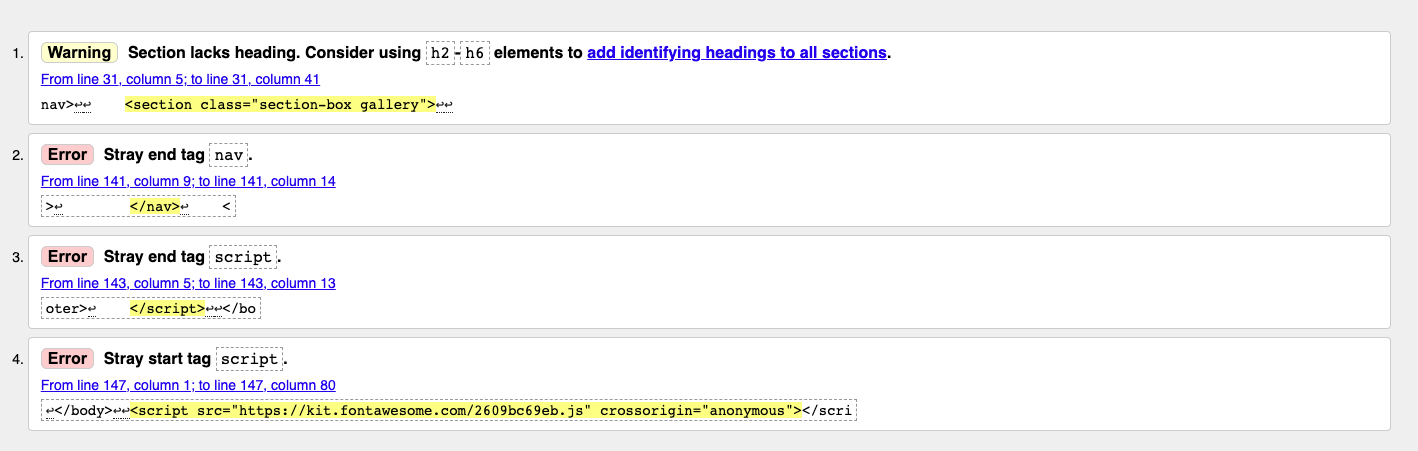 1. Warning Section lacks heading. Consider using h2-h6 elements to add identifying headings to all sections.
From line 31, column 5; to line 31, column 41
nav>↩↩    <section class="section-box gallery">↩↩
2. Error Stray end tag nav.
From line 141, column 9; to line 141, column 14
>↩        </nav>↩    <
3. Error Stray end tag script.
From line 143, column 5; to line 143, column 13
oter>↩    </script>↩↩</bo
4. Error Stray start tag script.
From line 147, column 1; to line 147, column 80
↩</body>↩↩<script src="https://kit.fontawesome.com/2609bc69eb.js" crossorigin="anonymous"></scri